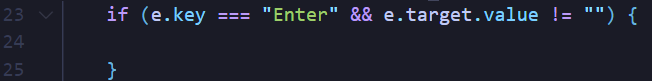 23 if (e.key === "Enter" && e.target.value != "") {
24
25 }